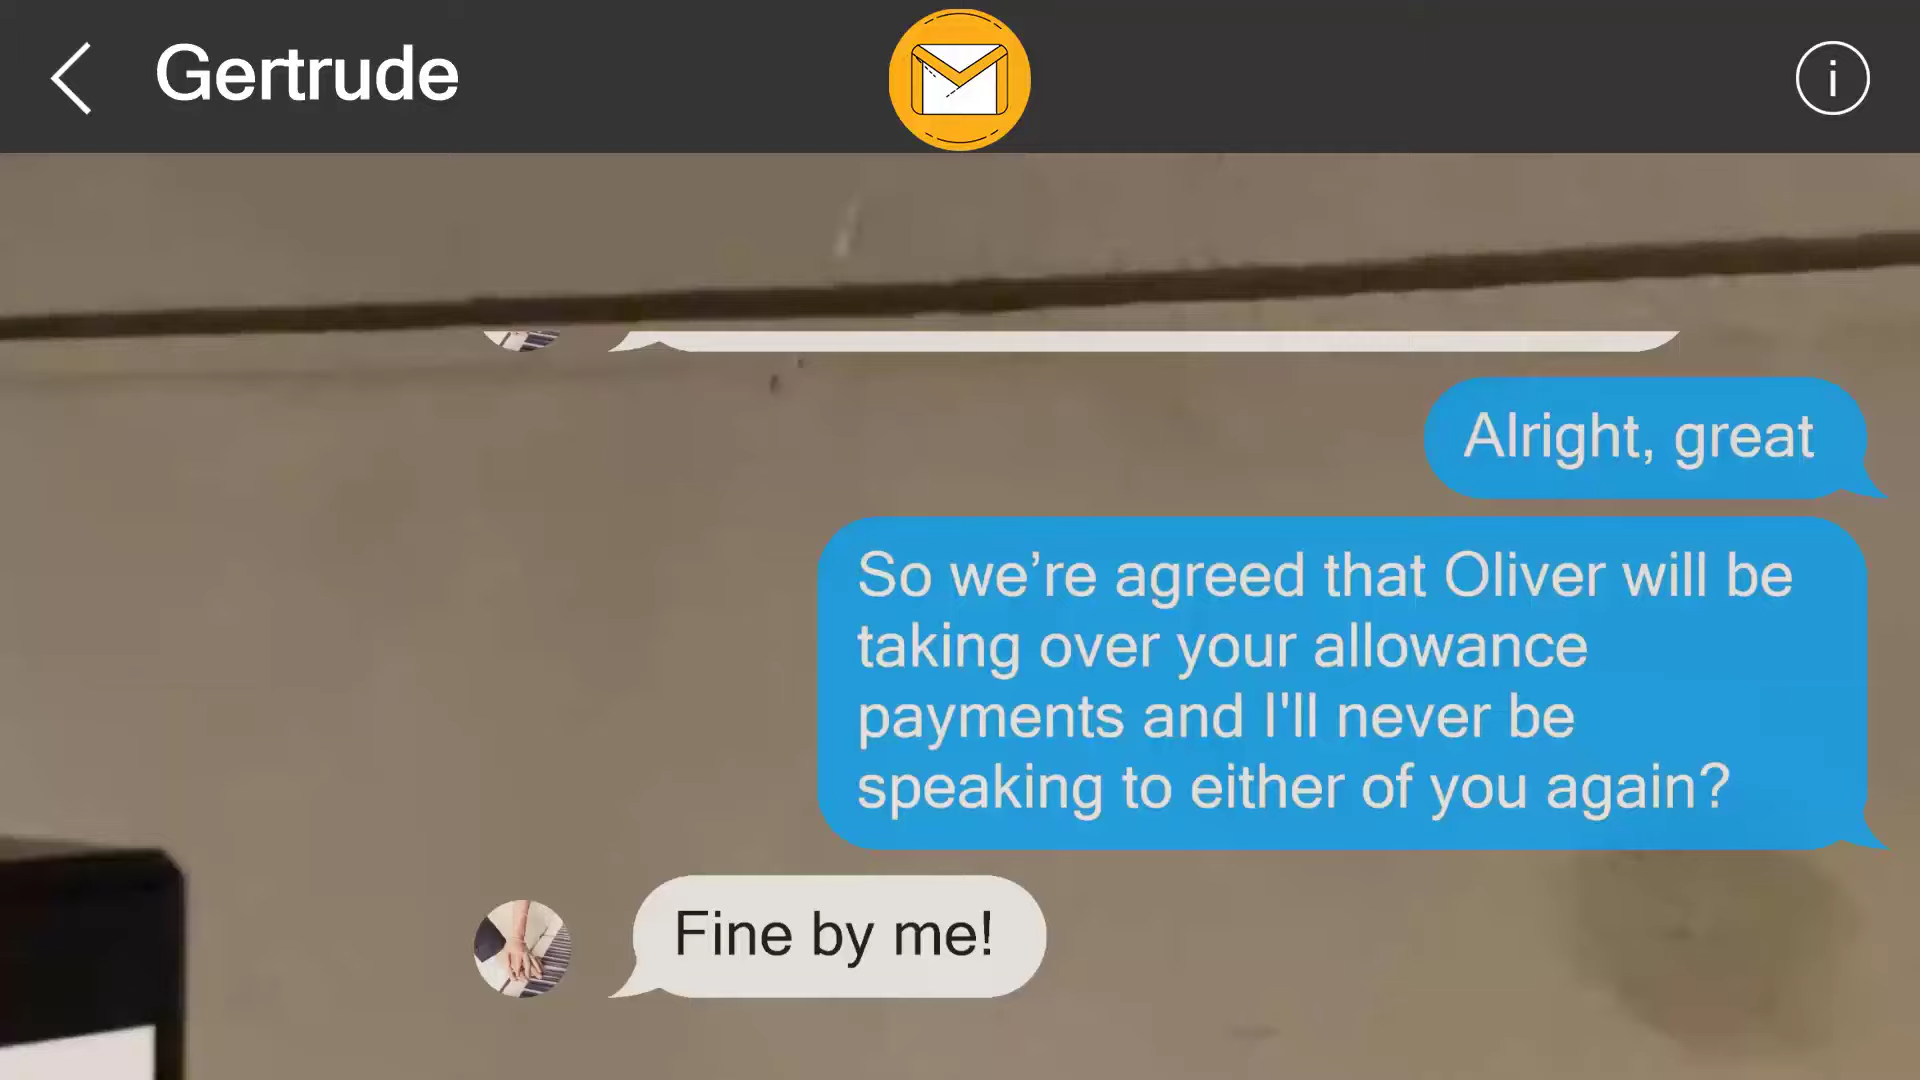 Gertrude
i
Alright, great
So we’re agreed that Oliver will be
taking over your allowance
payments and I'll never be
speaking to either of you again?
Fine by me!